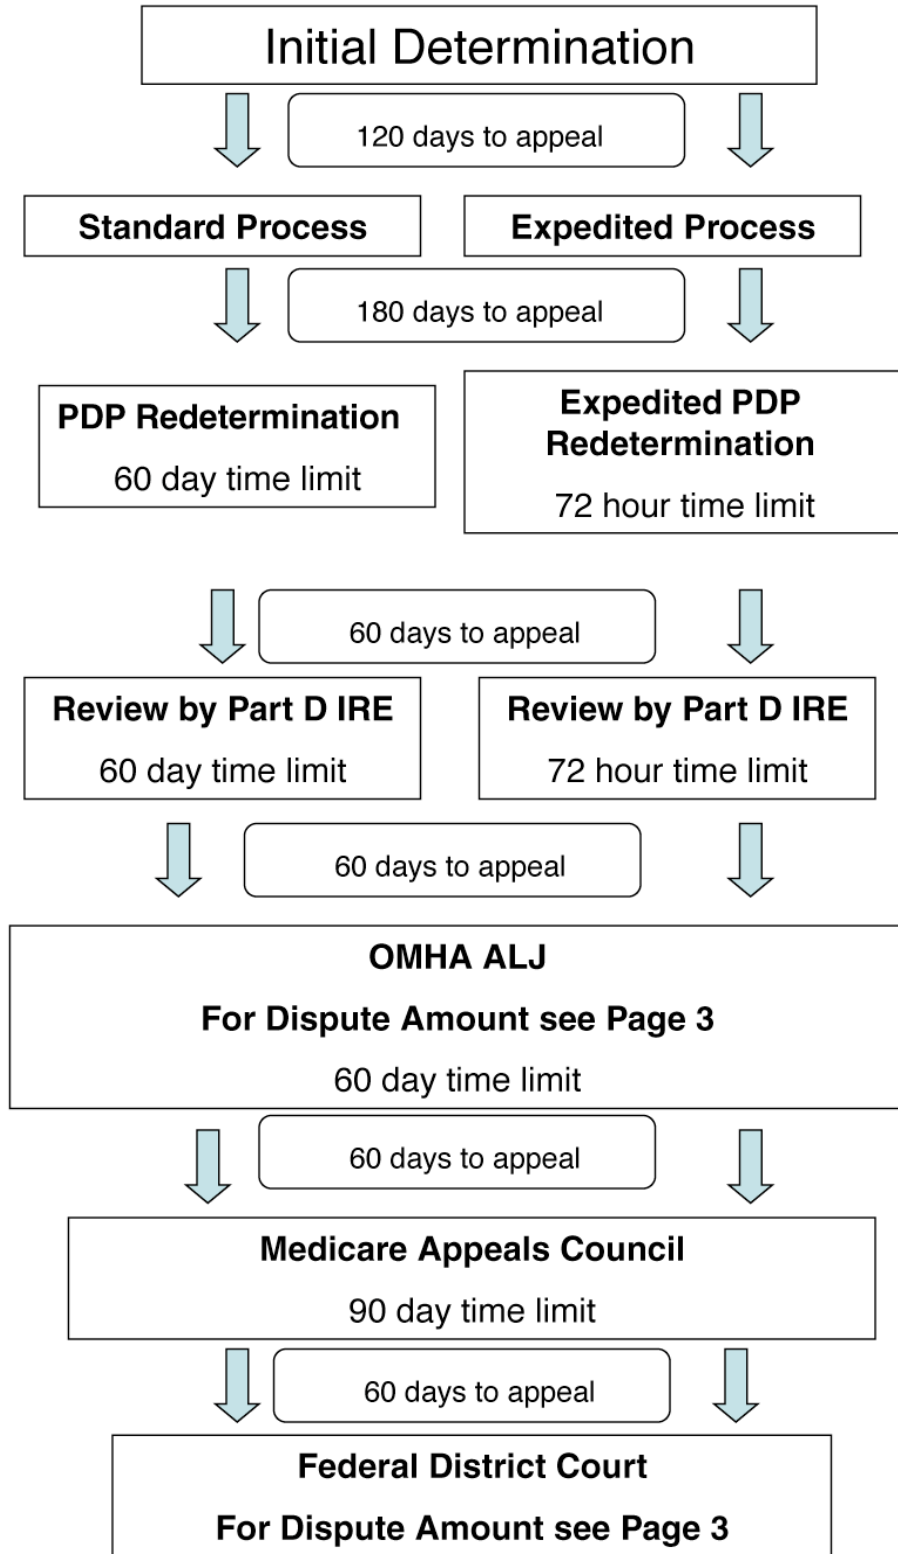 Initial Determination
120 days to appeal
Standard Process
Expedited Process
180 days to appeal
PDP Redetermination
60 day time limit
Expedited PDP
Redetermination
72 hour time limit
60 days to appeal
Review by Part D IRE
60 day time limit
Review by Part D IRE
72 hour time limit
60 days to appeal
OMHA ALJ
For Dispute Amount see Page 3
60 day time limit
60 days to appeal
Medicare Appeals Council
90 day time limit
60 days to appeal
Federal District Court
For Dispute Amount see Page 3